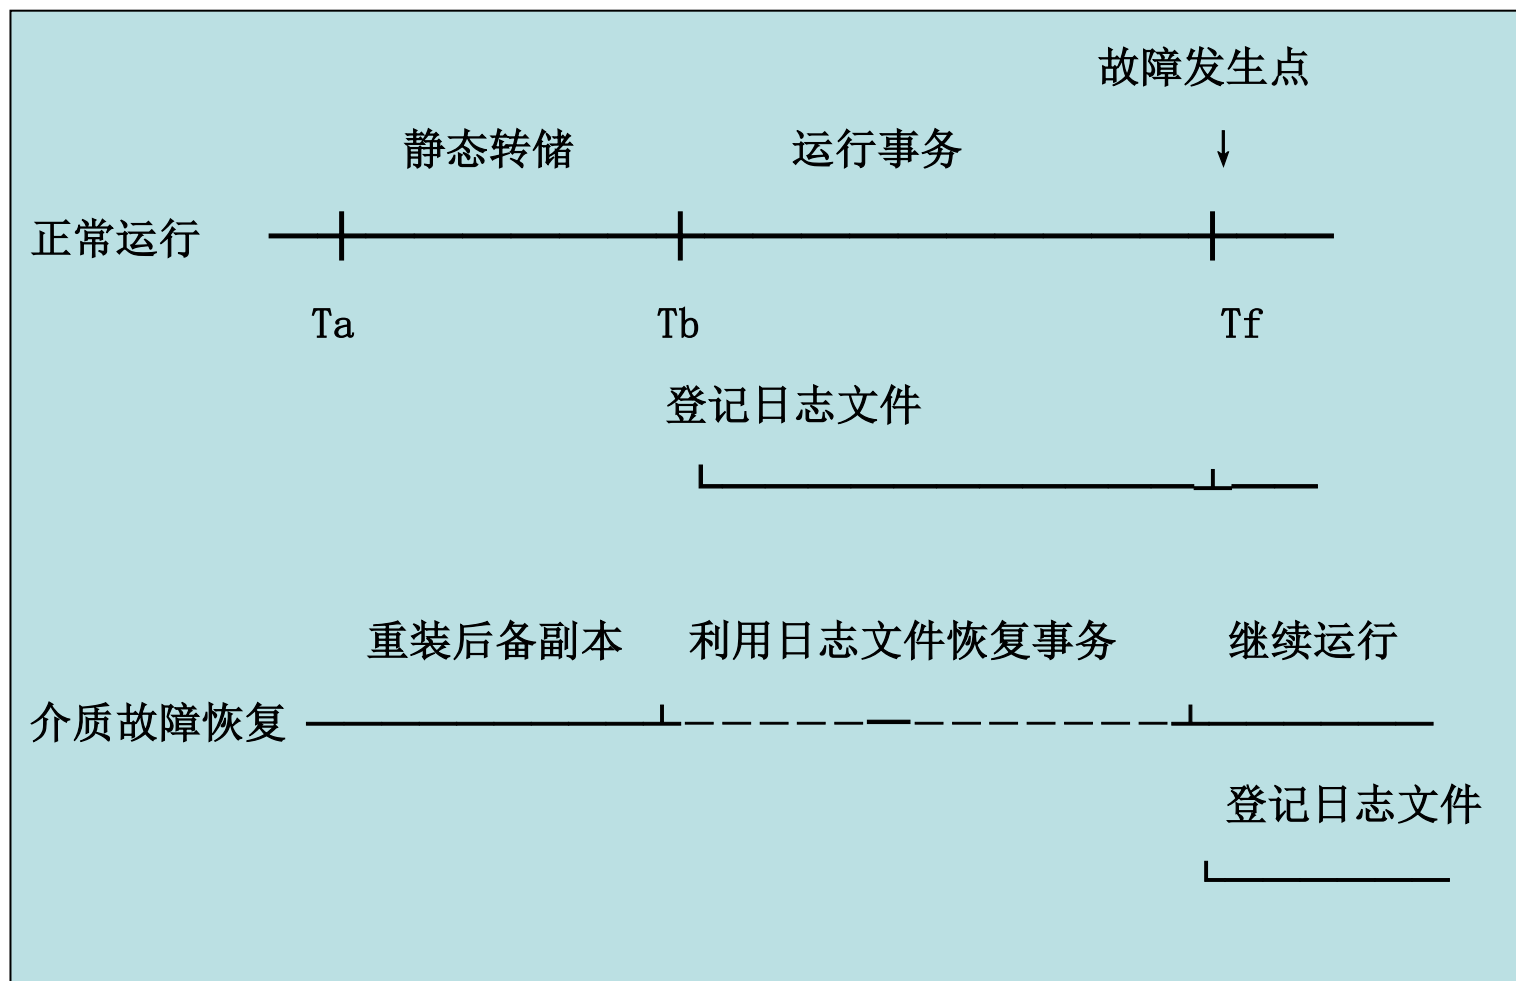 故障发生点
静态转储 运行事务 ↓
正常运行
Ta Tb Tf
登记日志文件
重装后备副本 利用日志文件恢复事务 继续运行
介质故障恢复
登记日志文件